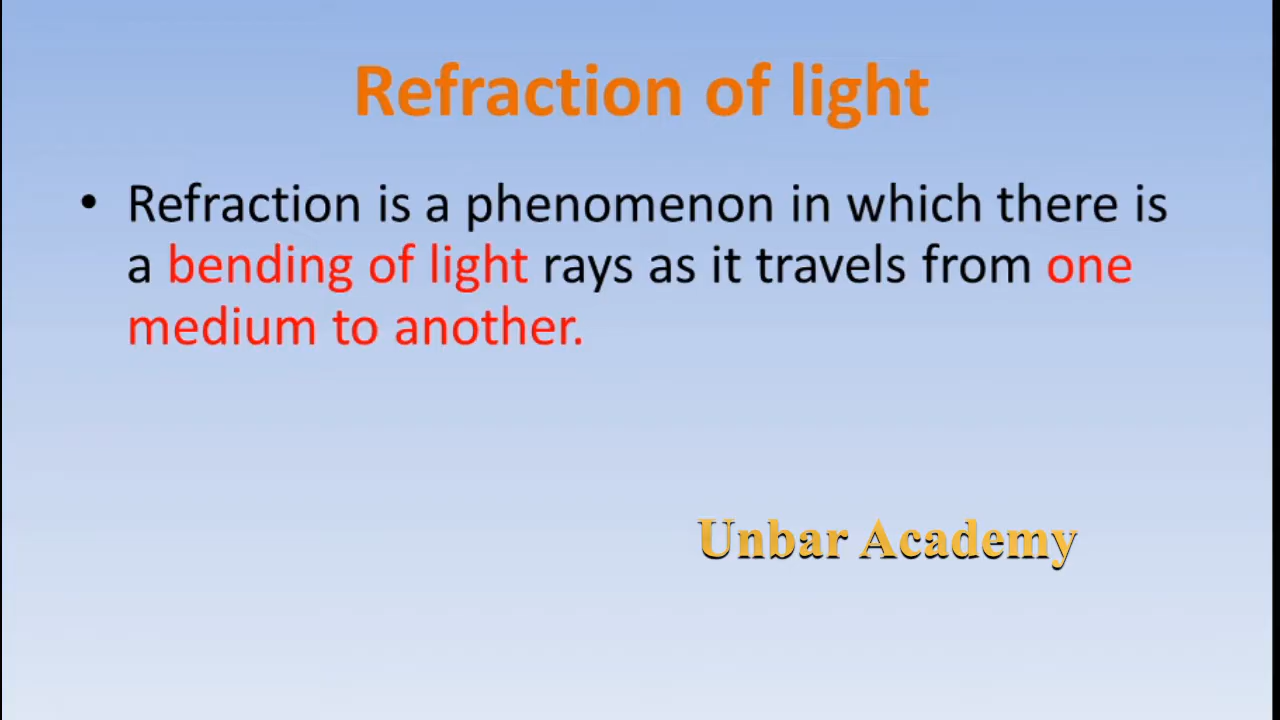 Refraction of light
• Refraction is a phenomenon in which there is
a bending of light rays as it travels from one
medium to another.
Unbar Academy